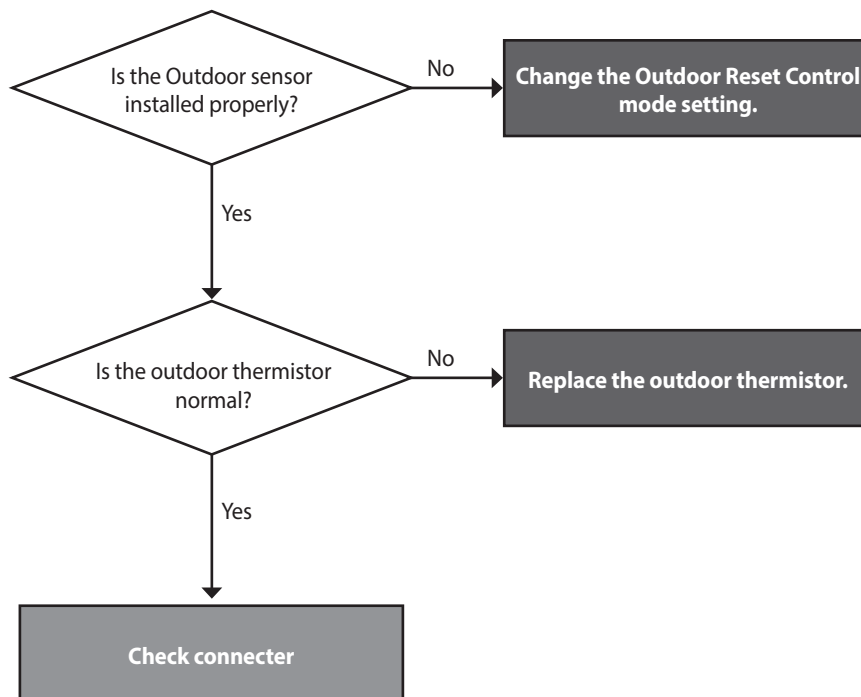 Is the Outdoor sensor
installed properly?
No
Change the Outdoor Reset Control
mode setting.
Yes
Is the outdoor thermistor
normal?
No
Replace the outdoor thermistor.
Yes
Check connecter